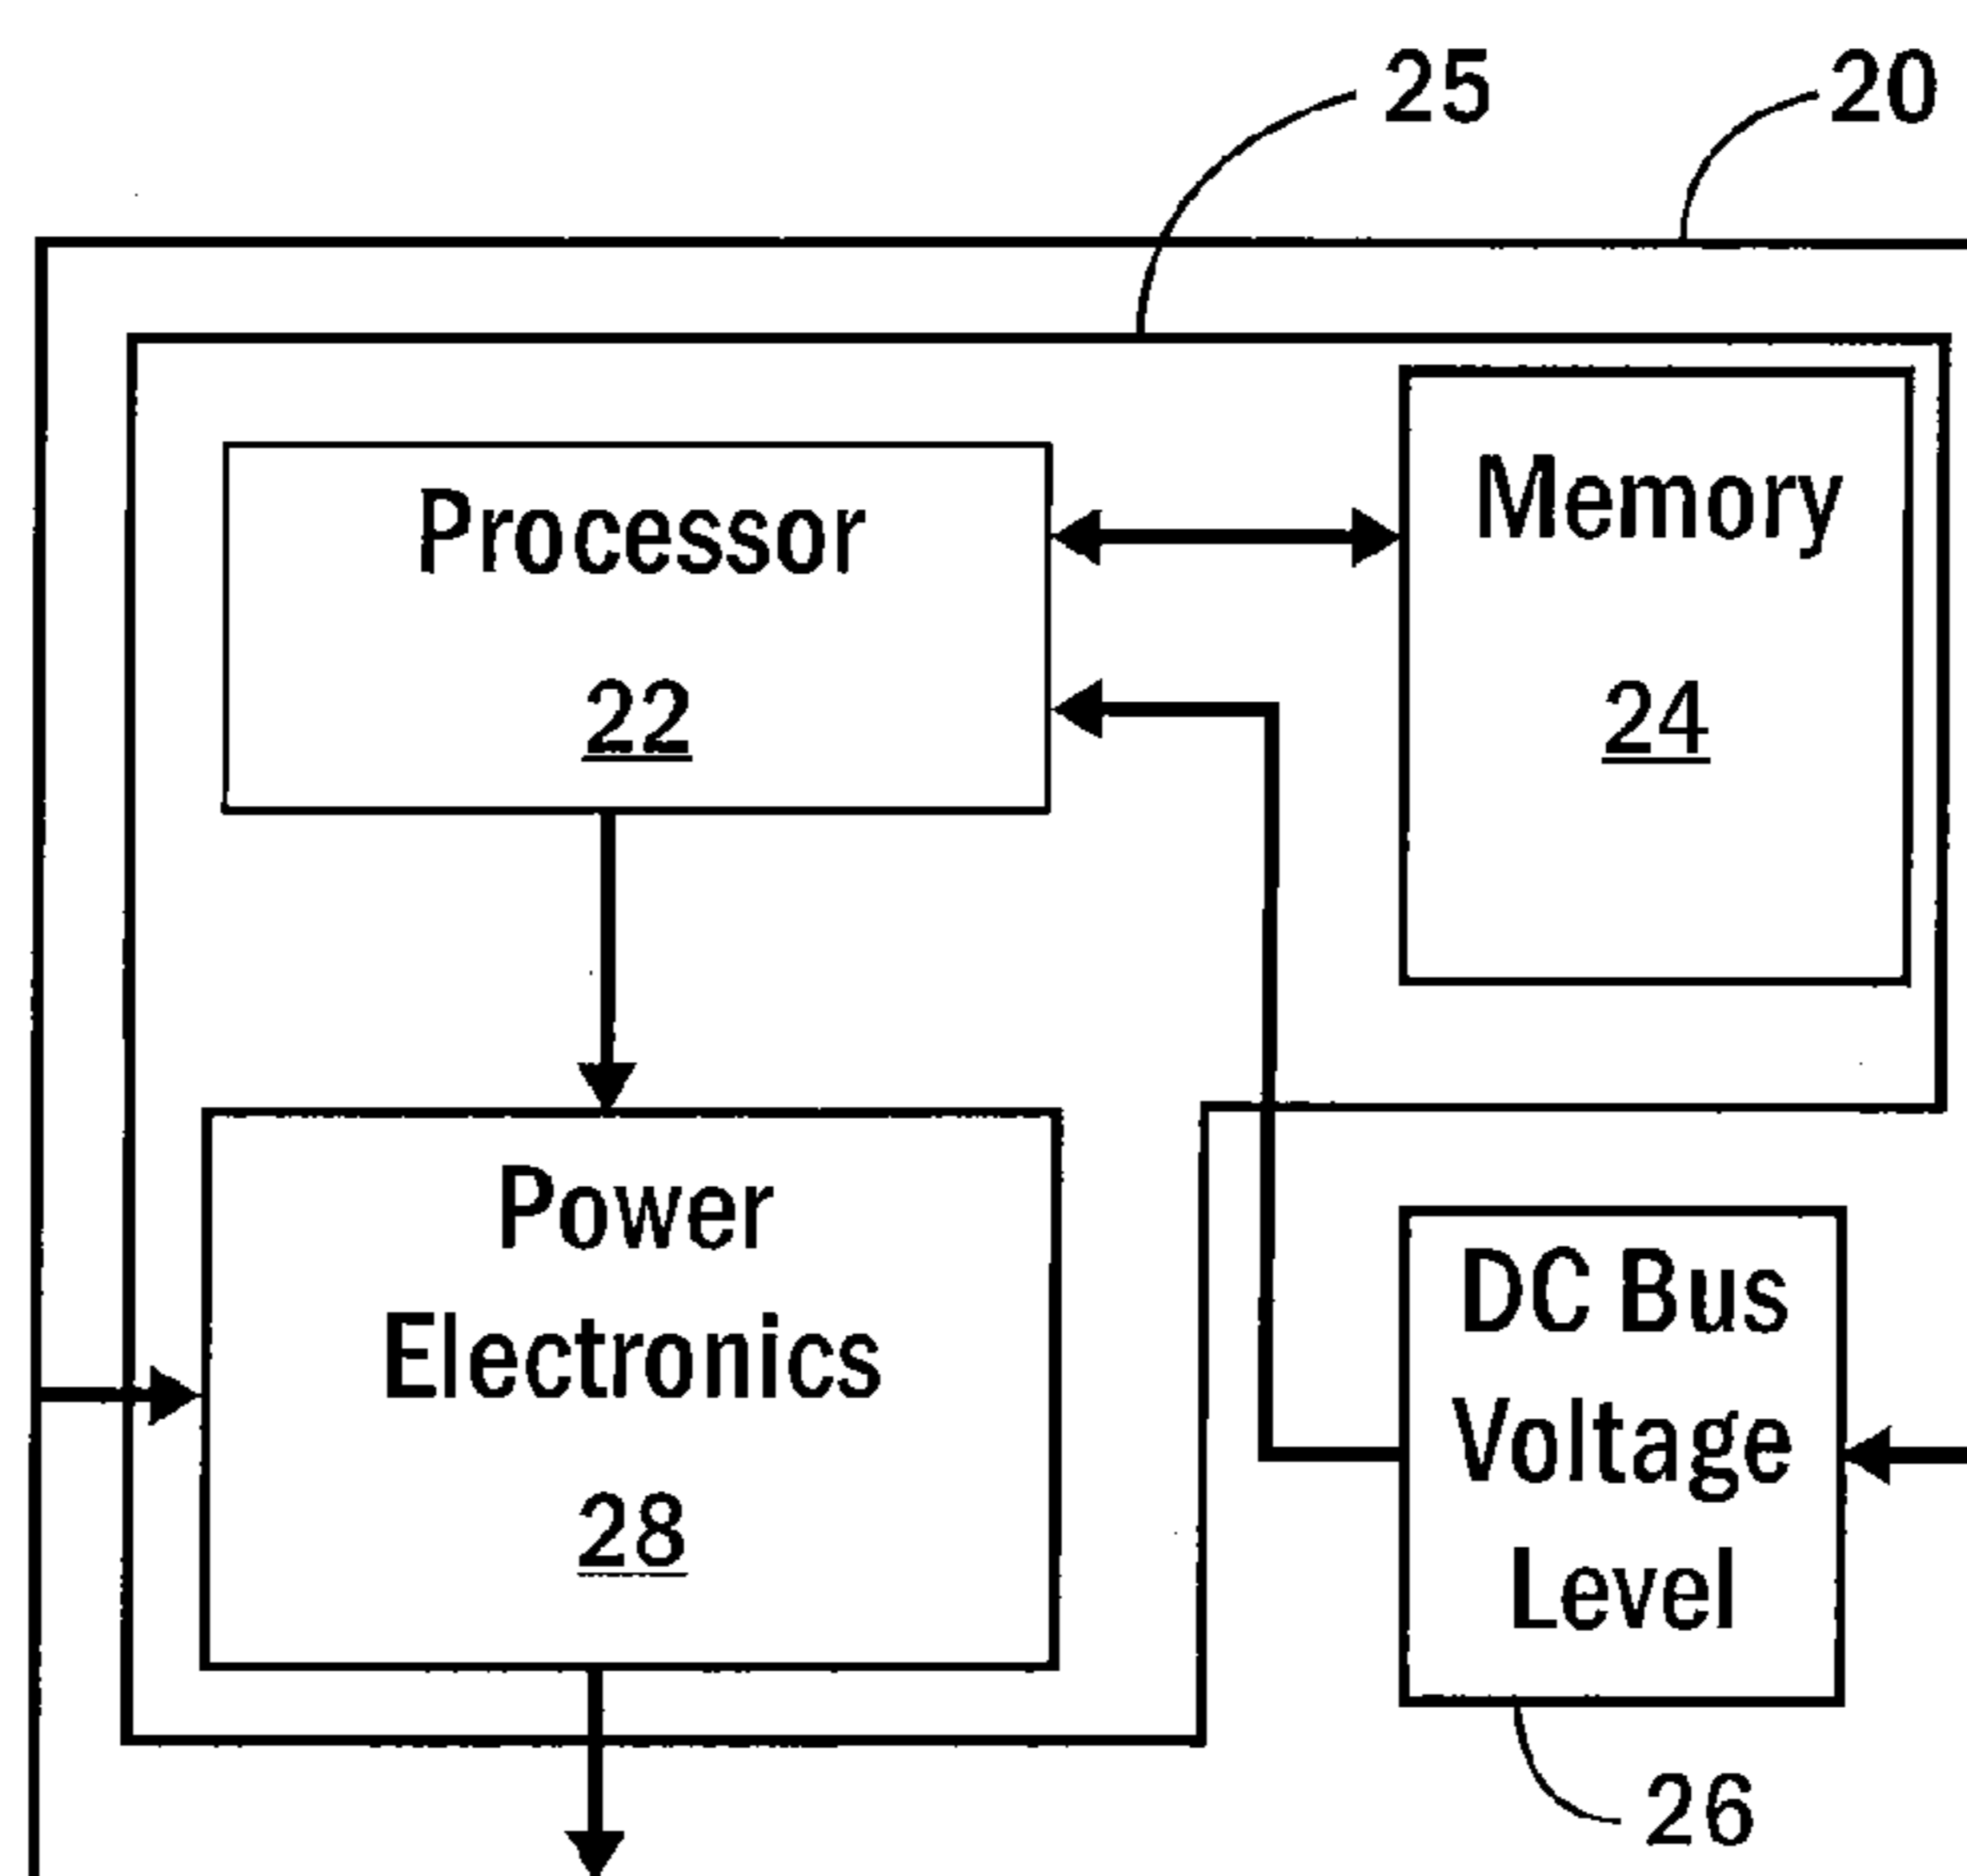 25
20
Processor
22
Memory
24
Power
Electronics
28
DC Bus
Voltage
Level
26